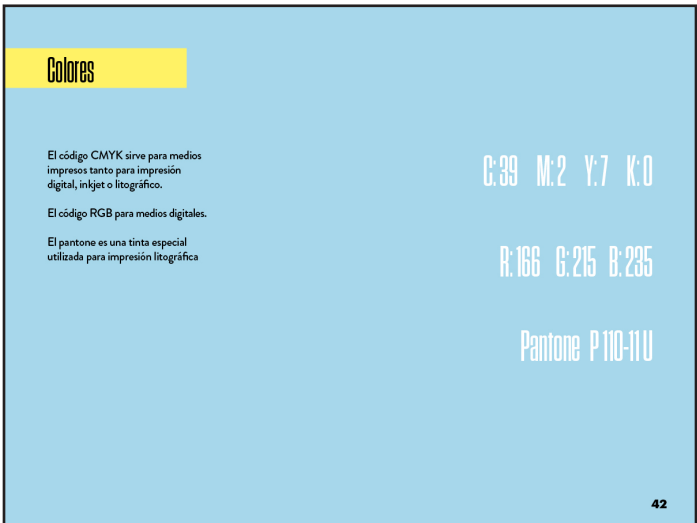 Colores
El código CMYK sirve para medios
impresos tanto para impresión
digital, inkjet o litográfico.
El código RGB para medios digitales.
El pantone es una tinta especial
utilizada para impresión litográfica
C: 39 M: 2 Y: 7 K: 0
R: 166 G: 215 B: 235
Pantone P 110-11 U
42